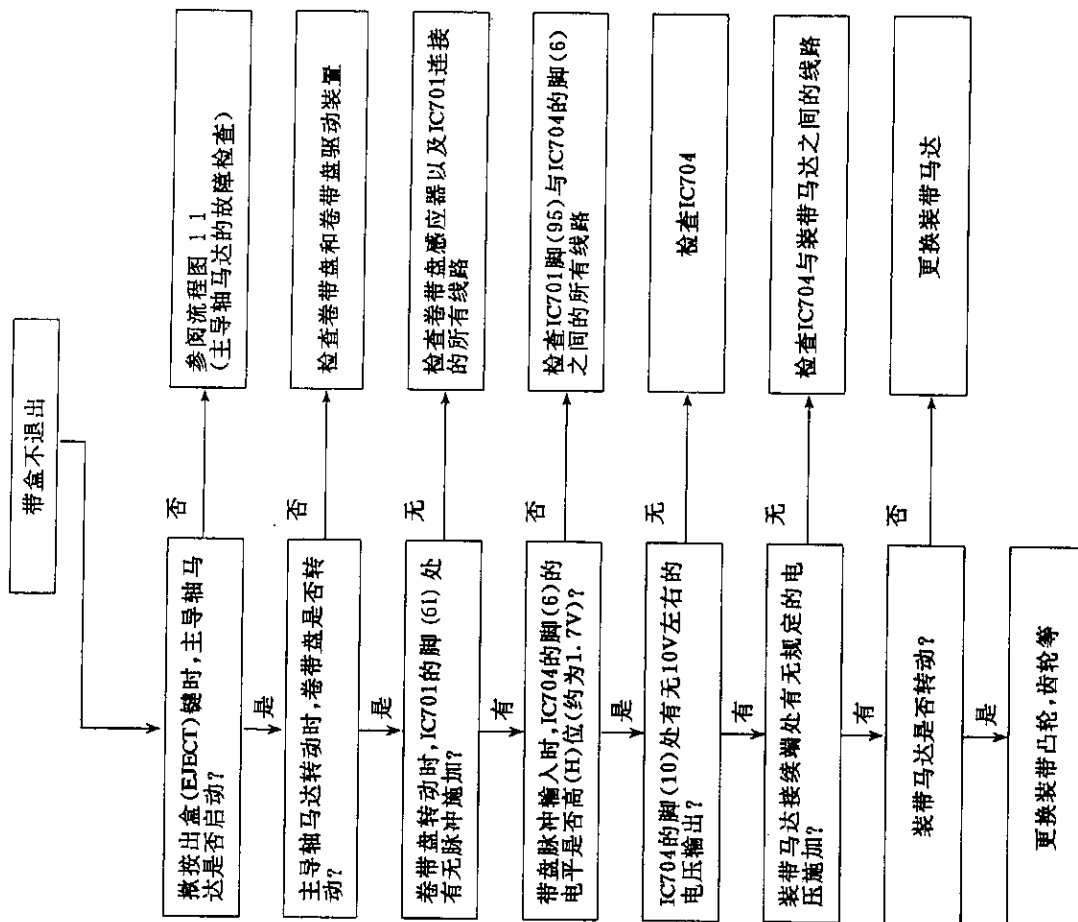 带盒不退出
揿按出盒(EJECT)键时,主导轴马
达是否启动?
否
参阅流程图 11
(主导轴马达的故障检查)
是
主导轴马达转动时,卷带盘是否转
动?
否
检查卷带盘和卷带盘驱动装置
是
卷带盘转动时,IC701的脚(61)处
有无脉冲施加?
无
检查卷带盘感应器以及IC701连接
的所有线路
有
带盘脉冲输入时,IC704的脚(6)的
电平是否高(H)位(约为1.7V)?
否
检查IC701脚(95)与IC704的脚(6)
之间的所有线路
是
IC704的脚(10)处有无10V左右的
电压输出?
无
检查IC704
有
装带马达接续端处有无规定的电
压施加?
无
检查IC704与装带马达之间的线路
有
装带马达是否转动?
否
更换装带马达
是
更换装带凸轮,齿轮等